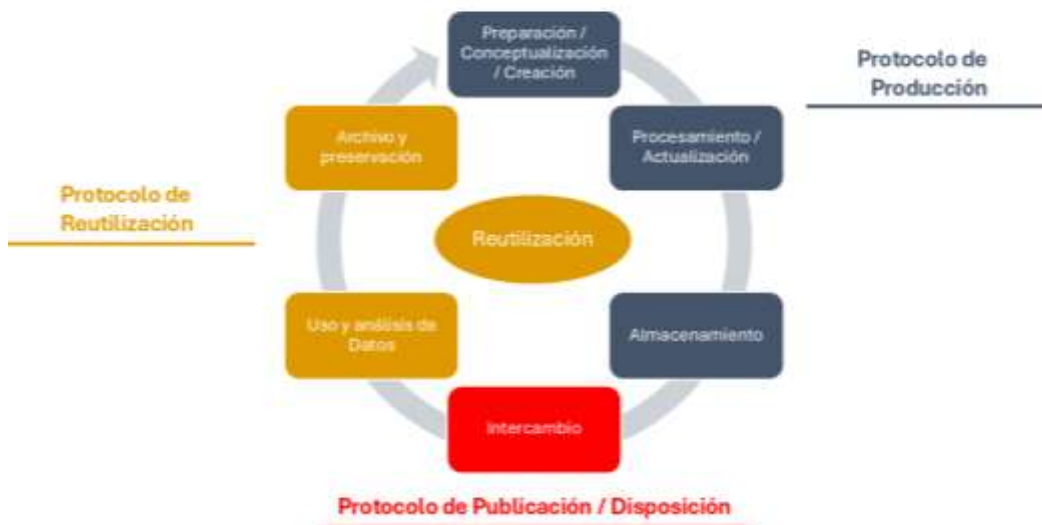 Preparación /
Conceptualización
/ Creación
Protocolo de
Producción
Archivo y
preservación
Procesamiento /
Actualización
Protocolo de
Reutilización
Reutilización
Uso y análisis de
Datos
Almacenamiento
Intercambio
Protocolo de Publicación / Disposición